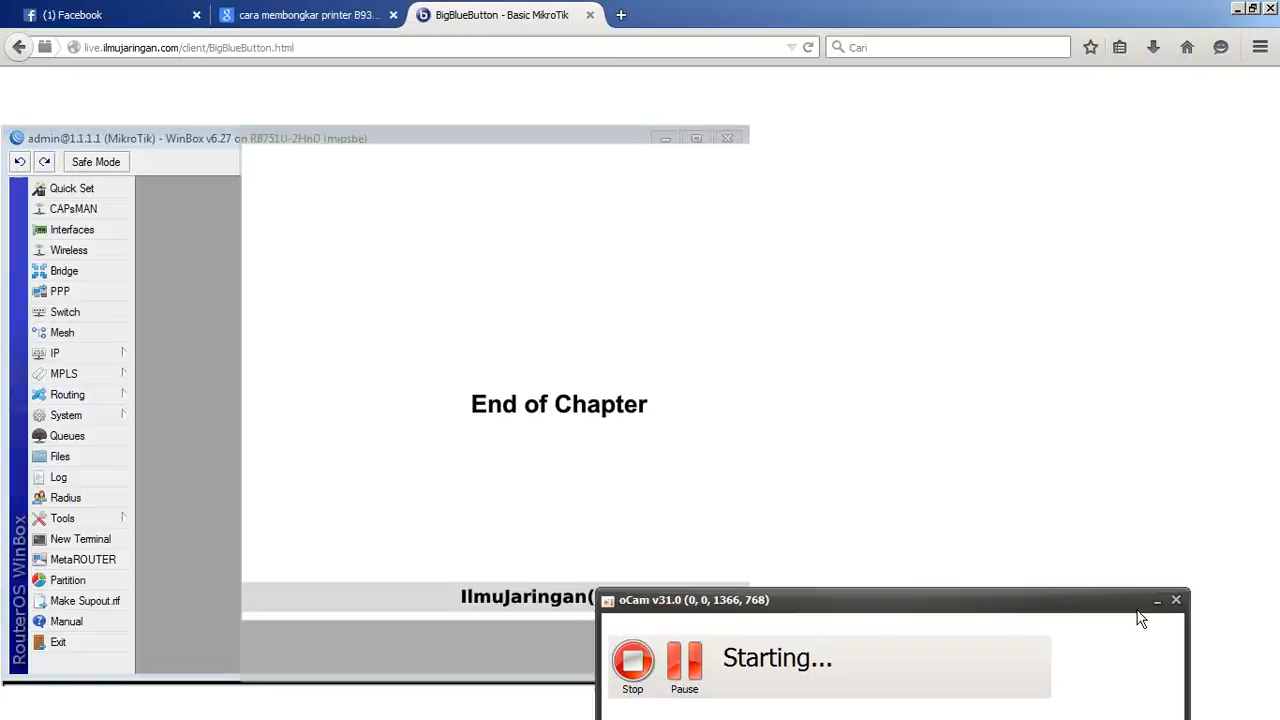 (1) Facebook
cara membongkar printer B93...
BigBlueButton - Basic MikroTik
live.ilmujaringan.com/client/BigBlueButton.html
Cari
admin@1.1.1.1 (MikroTik) - WinBox v6.27 on RB751U-2HnD (mipsbe)
Safe Mode
Quick Set
CAPsMAN
Interfaces
Wireless
Bridge
PPP
Switch
Mesh
IP
MPLS
Routing
System
Queues
Files
Log
Radius
Tools
New Terminal
MetaROUTER
Partition
Make Supout.rif
Manual
Exit
RouterOS WinBox
End of Chapter
IlmuJaringan(
oCam v31.0 (0, 0, 1366, 768)
Starting...
Stop
Pause